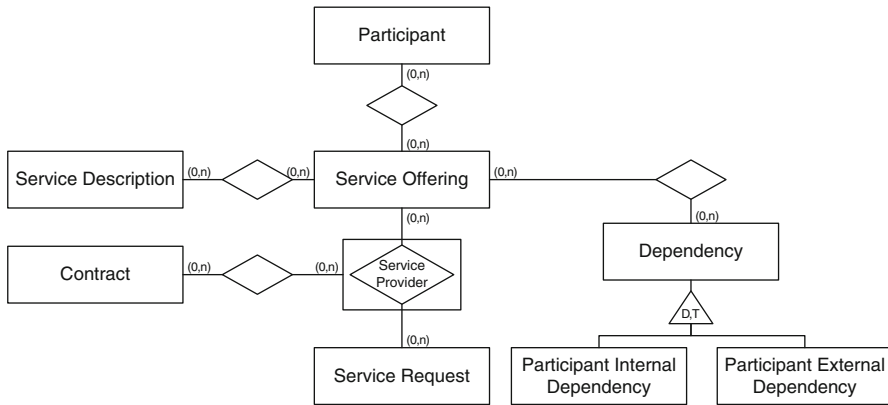 Participant
(0,n)
(0,n)
Service Description
(0,n)
(0,n)
Service Offering
(0,n)
(0,n)
(0,n)
Dependency
Contract
(0,n)
(0,n)
Service
Provider
D,T
(0,n)
Service Request
Participant Internal
Dependency
Participant External
Dependency